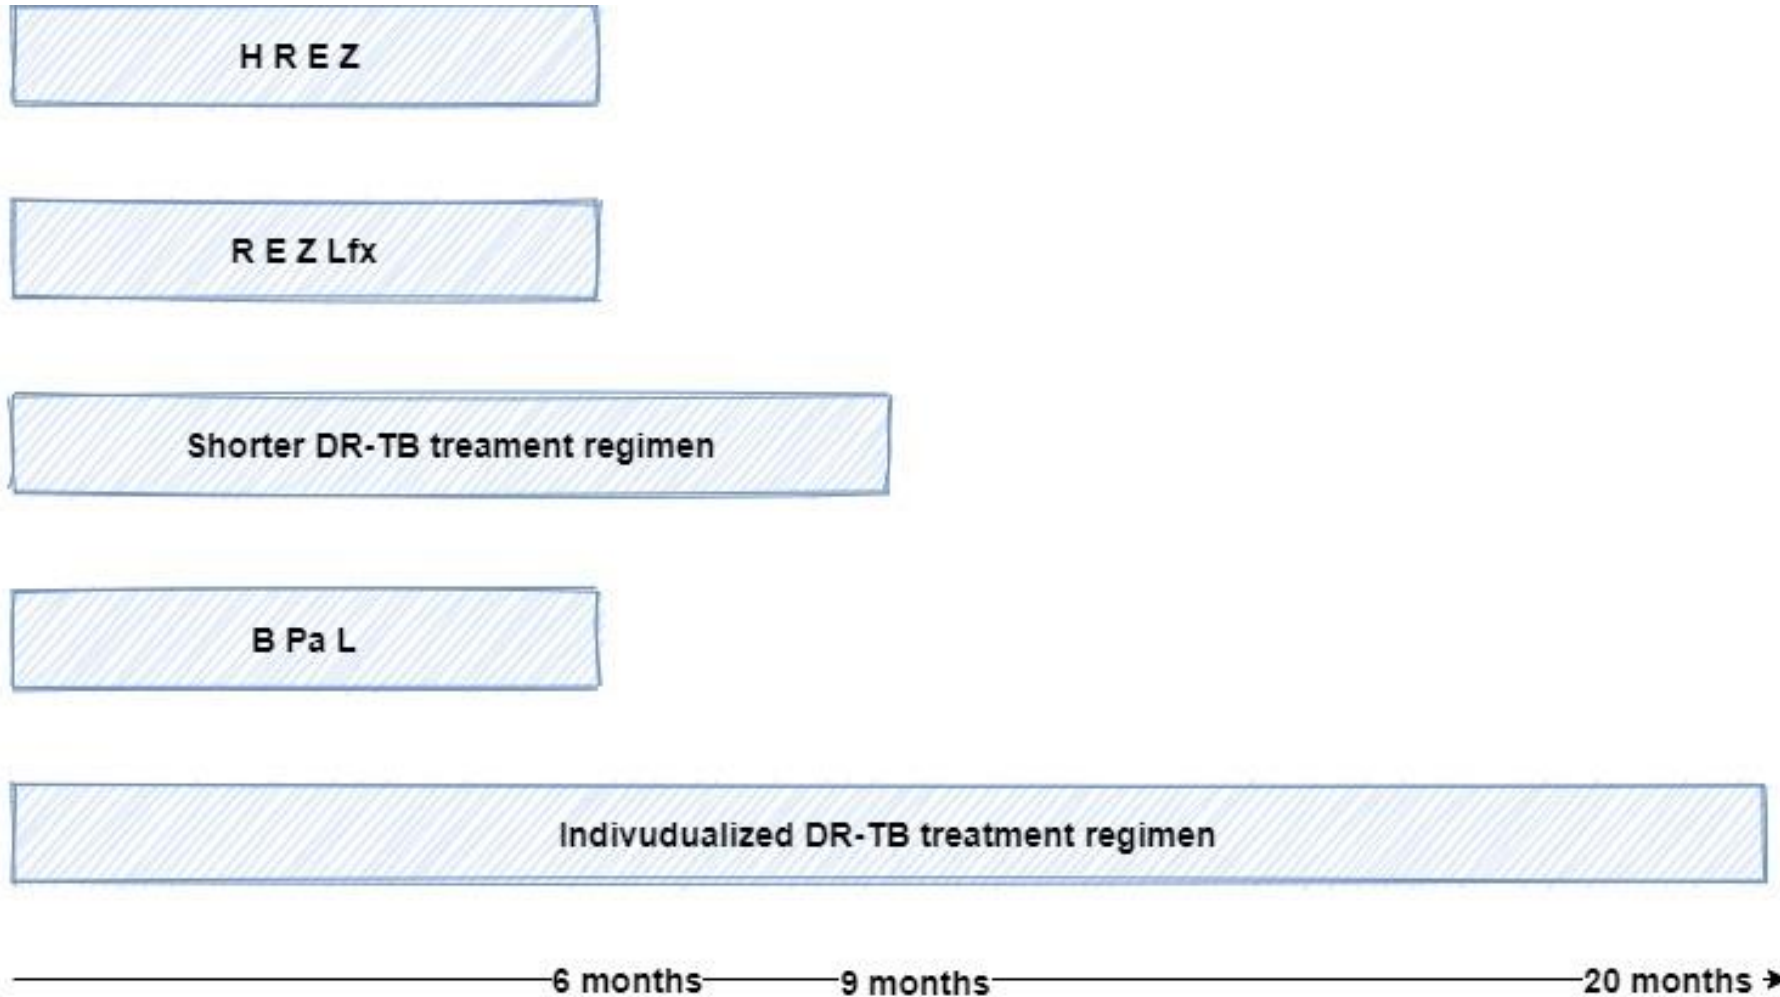 H R E Z
R E Z Lfx
Shorter DR-TB treament regimen
B Pa L
Indivudualized DR-TB treatment regimen
6 months 9 months 20 months